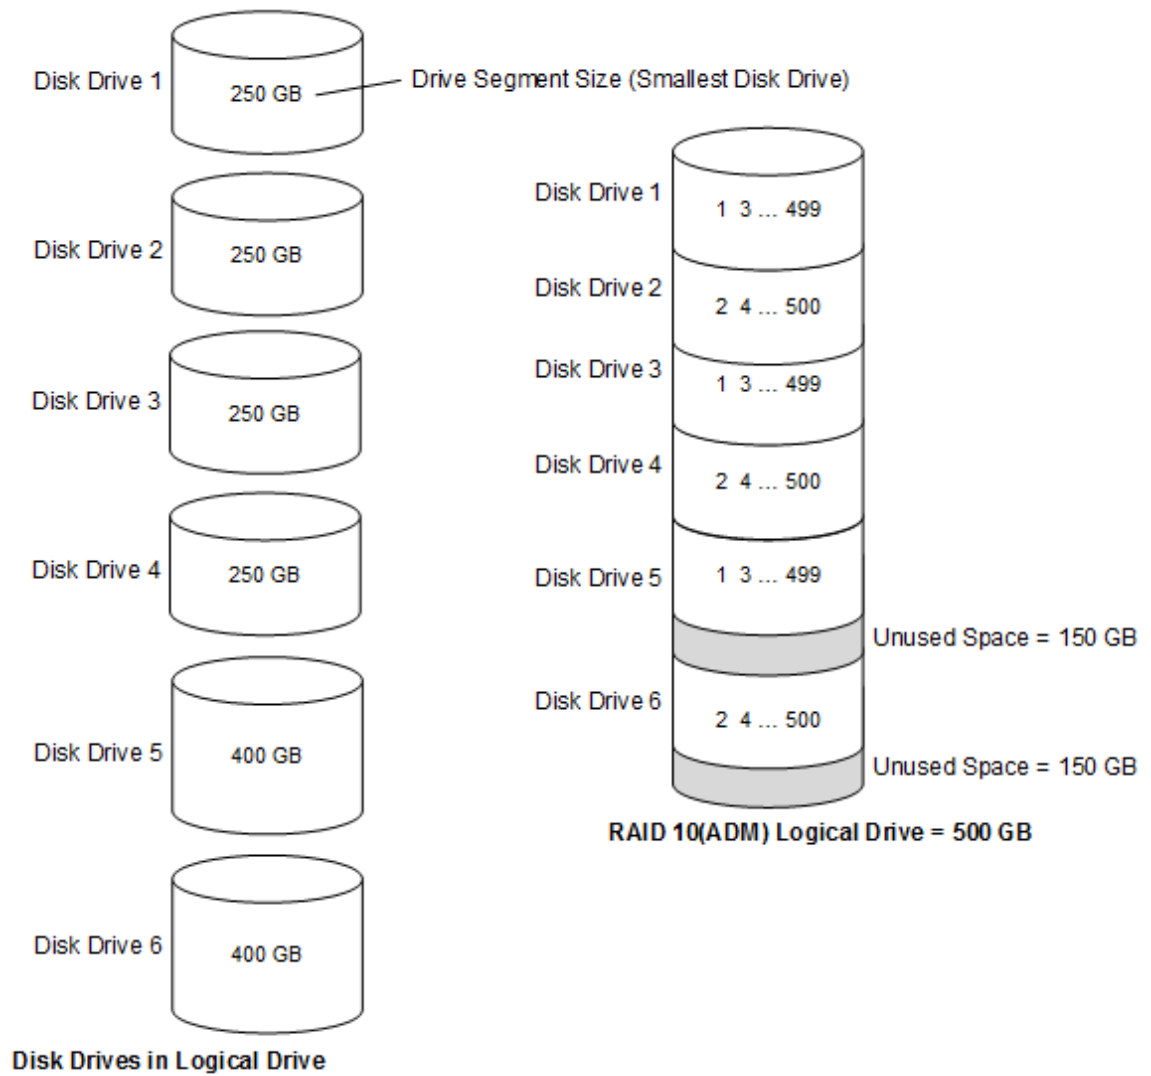 Disk Drive 1
250 GB
Drive Segment Size (Smallest Disk Drive)
Disk Drive 2
250 GB
Disk Drive 3
250 GB
Disk Drive 4
250 GB
Disk Drive 5
400 GB
Disk Drive 6
400 GB
Disk Drives in Logical Drive
Disk Drive 1
1 3 ... 499
Disk Drive 2
2 4 ... 500
Disk Drive 3
1 3 ... 499
Disk Drive 4
2 4 ... 500
Disk Drive 5
1 3 ... 499
Unused Space = 150 GB
Disk Drive 6
2 4 ... 500
Unused Space = 150 GB
RAID 10(ADM) Logical Drive = 500 GB